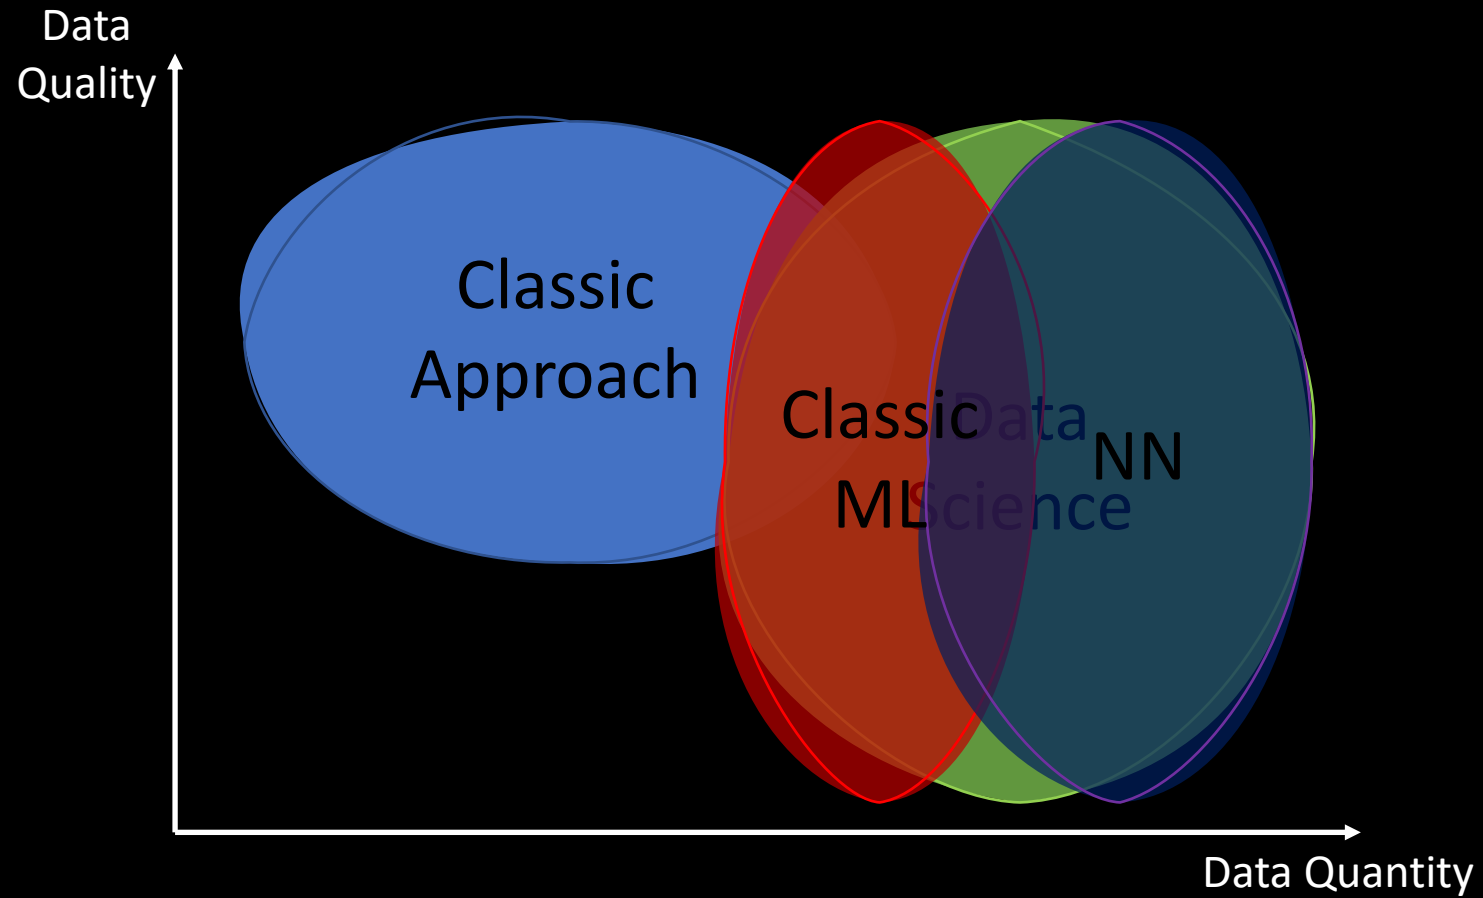 Data
Quality
Classic
Approach
Classic
ML
Data
Science
NN
Data Quantity